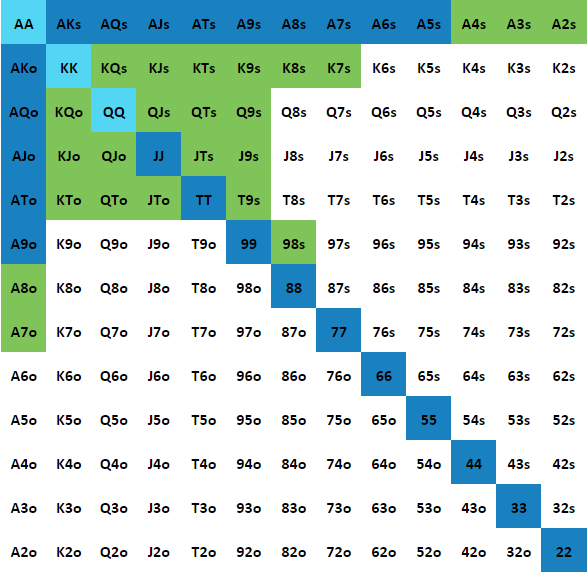 AA AKs AQs AJs ATs A9s A8s A7s A6s A5s A4s A3s A2s
AKo KK KQs KJs KTs K9s K8s K7s K6s K5s K4s K3s K2s
AQo KQo QQ QJs QTs Q9s Q8s Q7s Q6s Q5s Q4s Q3s Q2s
AJo KJo QJo JJ JTs J9s J8s J7s J6s J5s J4s J3s J2s
ATo KTo QTo JTo TT T9s T8s T7s T6s T5s T4s T3s T2s
A9o K9o Q9o J9o T9o 99 98s 97s 96s 95s 94s 93s 92s
A8o K8o Q8o J8o T8o 98o 88 87s 86s 85s 84s 83s 82s
A7o K7o Q7o J7o T7o 97o 87o 77 76s 75s 74s 73s 72s
A6o K6o Q6o J6o T6o 96o 86o 76o 66 65s 64s 63s 62s
A5o K5o Q5o J5o T5o 95o 85o 75o 65o 55 54s 53s 52s
A4o K4o Q4o J4o T4o 94o 84o 74o 64o 54o 44 43s 42s
A3o K3o Q3o J3o T3o 93o 83o 73o 63o 53o 43o 33 32s
A2o K2o Q2o J2o T2o 92o 82o 72o 62o 52o 42o 32o 22